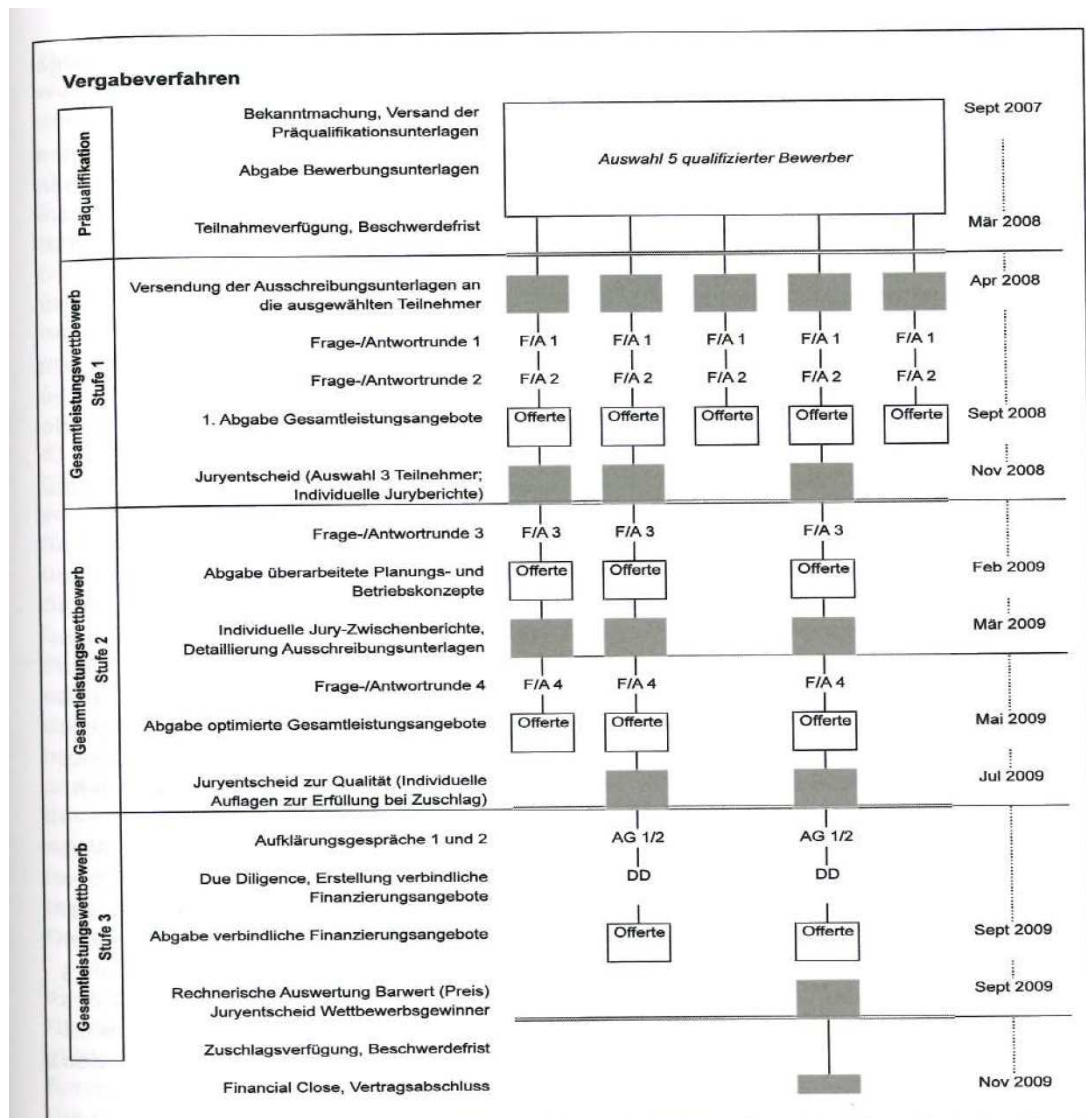 Vergabeverfahren
Präqualifikation
Bekanntmachung, Versand der
Präqualifikationsunterlagen
Sept 2007
Auswahl 5 qualifizierter Bewerber
Abgabe Bewerbungsunterlagen
Teilnahmeverfügung, Beschwerdefrist
Mär 2008
Gesamtleistungswettbewerb
Stufe 1
Versendung der Ausschreibungsunterlagen an
die ausgewählten Teilnehmer
Apr 2008
Frage-/Antwortrunde 1 F/A 1 F/A 1 F/A 1 F/A 1 F/A 1
Frage-/Antwortrunde 2 F/A 2 F/A 2 F/A 2 F/A 2 F/A 2
1. Abgabe Gesamtleistungsangebote Offerte Offerte Offerte Offerte Offerte Sept 2008
Juryentscheid (Auswahl 3 Teilnehmer;
Individuelle Juryberichte)
Nov 2008
Gesamtleistungswettbewerb
Stufe 2
Frage-/Antwortrunde 3 F/A 3 F/A 3 F/A 3
Abgabe überarbeitete Planungs- und
Betriebskonzepte
Offerte Offerte Offerte Feb 2009
Individuelle Jury-Zwischenberichte,
Detaillierung Ausschreibungsunterlagen
Mär 2009
Frage-/Antwortrunde 4 F/A 4 F/A 4 F/A 4
Abgabe optimierte Gesamtleistungsangebote Offerte Offerte Offerte Mai 2009
Juryentscheid zur Qualität (Individuelle
Auflagen zur Erfüllung bei Zuschlag)
Jul 2009
Gesamtleistungswettbewerb
Stufe 3
Aufklärungsgespräche 1 und 2 AG 1/2 AG 1/2
Due Diligence, Erstellung verbindliche
Finanzierungsangebote
DD DD
Abgabe verbindliche Finanzierungsangebote Offerte Offerte Sept 2009
Rechnerische Auswertung Barwert (Preis)
Juryentscheid Wettbewerbsgewinner
Sept 2009
Zuschlagsverfügung, Beschwerdefrist
Financial Close, Vertragsabschluss Nov 2009